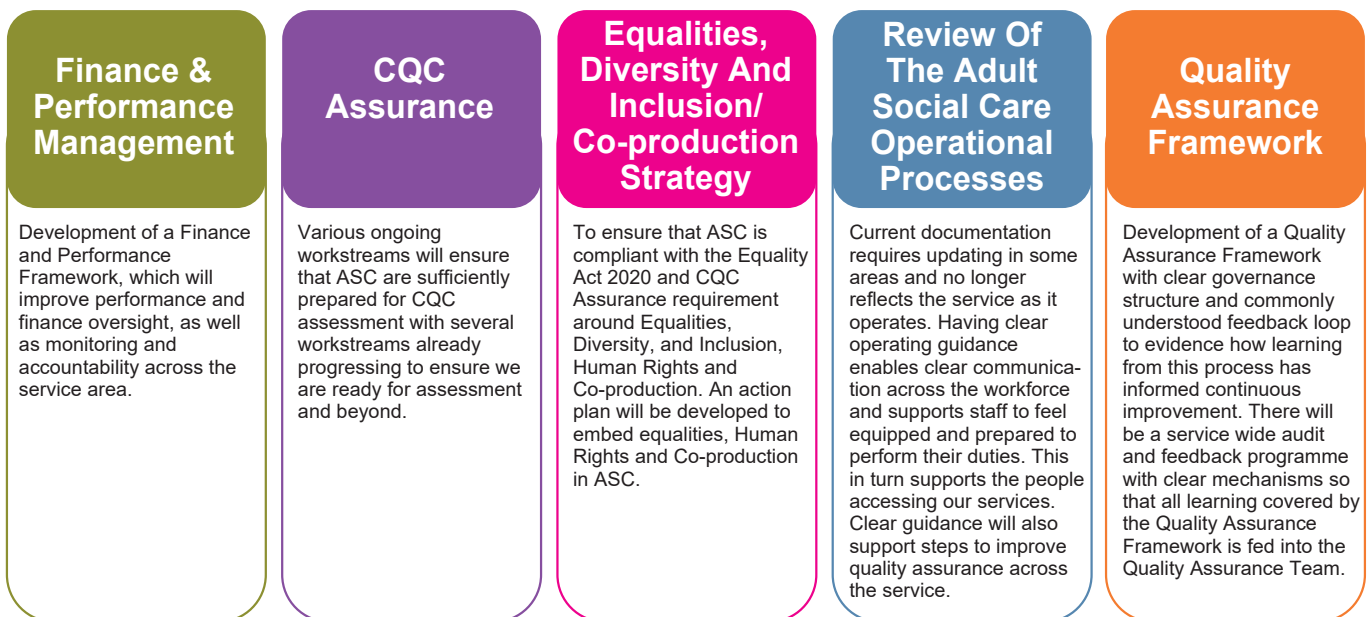 Finance &
Performance
Management
Development of a Finance
and Performance
Framework, which will
improve performance and
finance oversight, as well
as monitoring and
accountability across the
service area.
CQC
Assurance
Various ongoing
workstreams will ensure
that ASC are sufficiently
prepared for CQC
assessment with several
workstreams already
progressing to ensure we
are ready for assessment
and beyond.
Equalities,
Diversity And
Inclusion/
Co-production
Strategy
To ensure that ASC is
compliant with the Equality
Act 2020 and CQC
Assurance requirement
around Equalities,
Diversity, and Inclusion,
Human Rights and
Co-production. An action
plan will be developed to
embed equalities, Human
Rights and Co-production
in ASC.
Review Of
The Adult
Social Care
Operational
Processes
Current documentation
requires updating in some
areas and no longer
reflects the service as it
operates. Having clear
operating guidance
enables clear communica-
tion across the workforce
and supports staff to feel
equipped and prepared to
perform their duties. This
in turn supports the people
accessing our services.
Clear guidance will also
support steps to improve
quality assurance across
the service.
Quality
Assurance
Framework
Development of a Quality
Assurance Framework
with clear governance
structure and commonly
understood feedback loop
to evidence how learning
from this process has
informed continuous
improvement. There will
be a service wide audit
and feedback programme
with clear mechanisms so
that all learning covered by
the Quality Assurance
Framework is fed into the
Quality Assurance Team.